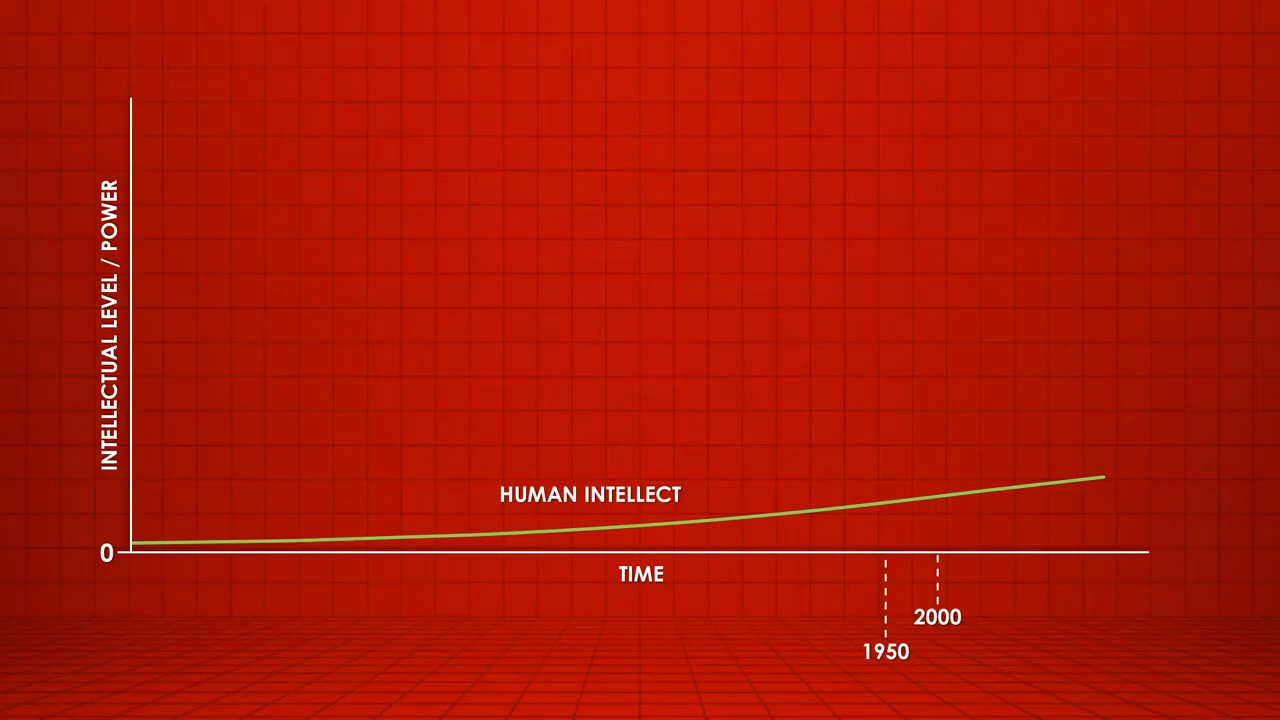 INTELLECTUAL LEVEL / POWER
HUMAN INTELLECT
0
TIME
2000
1950